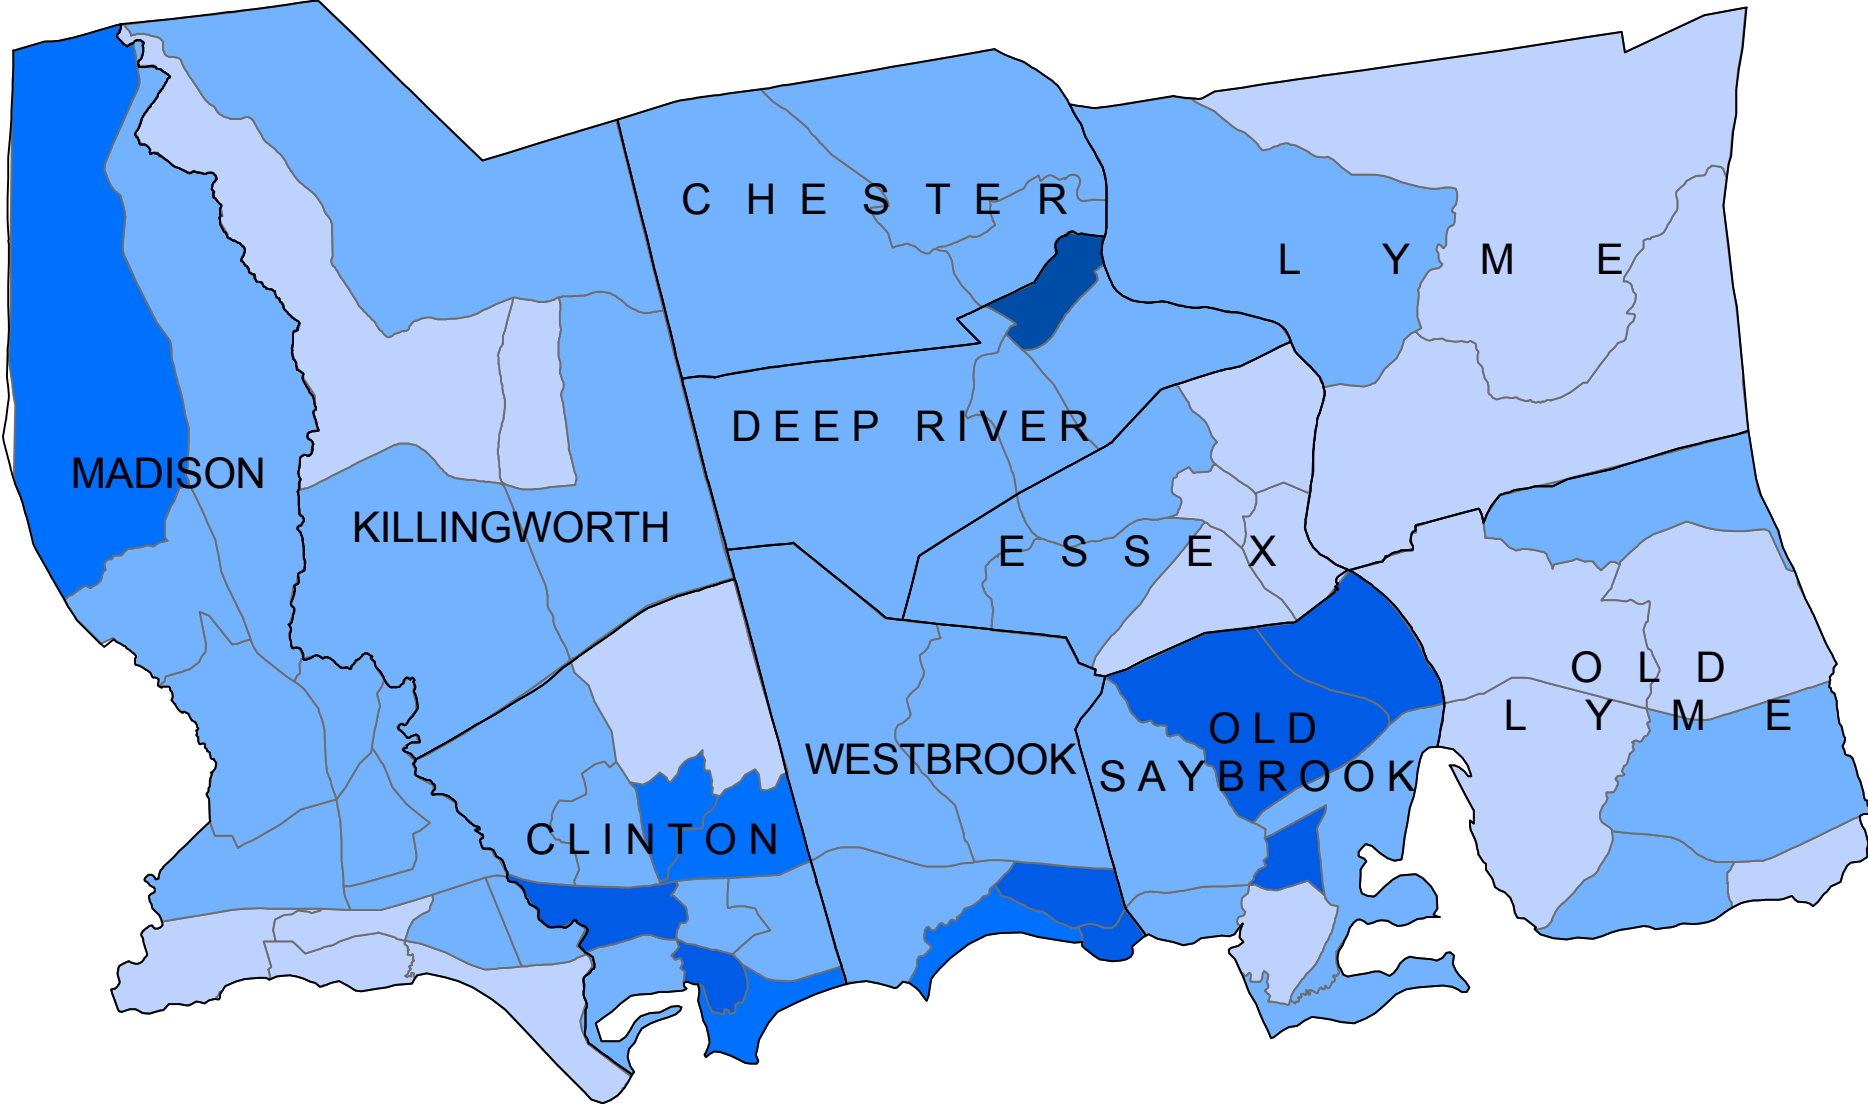 CHESTER
LYME
DEEP RIVER
MADISON
KILLINGWORTH
ESSEX
OLD
LYME
OLD
SAYBROOK
WESTBROOK
CLINTON